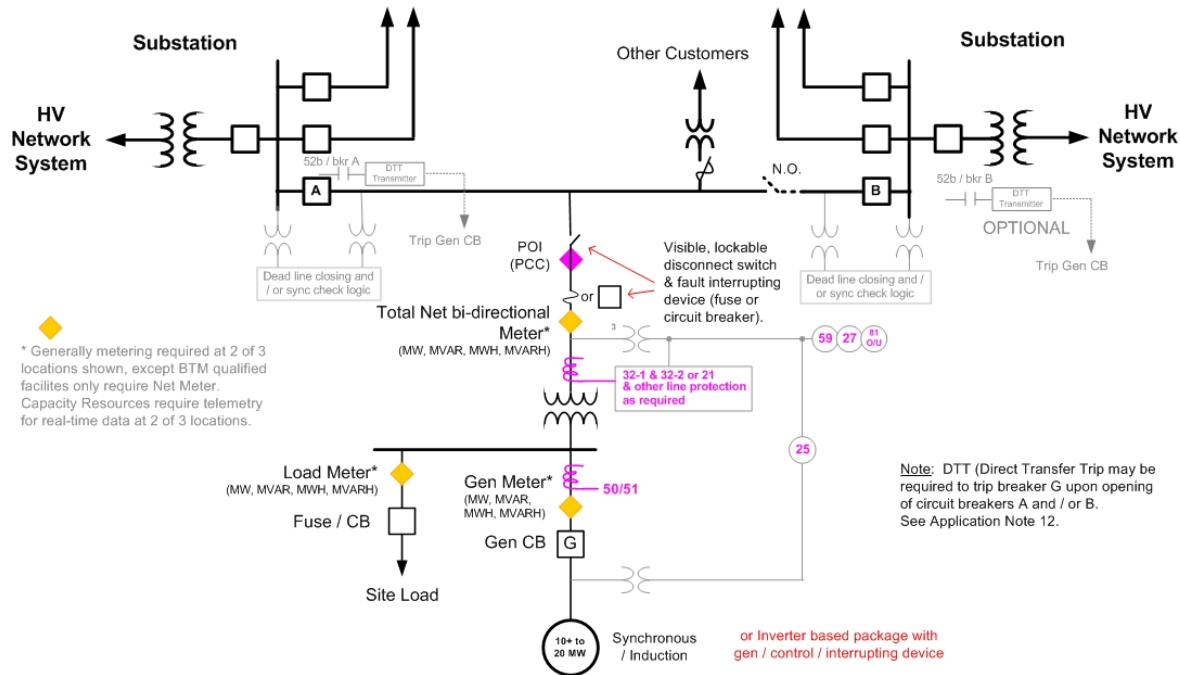 Substation
Substation
Other Customers
HV
Network
System
HV
Network
System
52b / bkr A
DTT
Transmitter
A
N.O.
B
52b / bkr B
DTT
Transmitter
OPTIONAL
Trip Gen CB
Trip Gen CB
Dead line closing and
/ or sync check logic
Dead line closing and /
or sync check logic
POI
(PCC)
or
Visible, lockable
disconnect switch
& fault interrupting
device (fuse or
circuit breaker).
Total Net bi-directional
Meter*
(MW, MVAR, MWH, MVARH)
3
59
27
81
O/U
* Generally metering required at 2 of 3
locations shown, except BTM qualified
facilites only require Net Meter.
Capacity Resources require telemetry
for real-time data at 2 of 3 locations.
32-1 & 32-2 or 21
& other line protection
as required
25
Load Meter*
(MW, MVAR, MWH, MVARH)
Fuse / CB
Site Load
Gen Meter*
(MW, MVAR,
MWH, MVARH)
50/51
Gen CB
G
Note: DTT (Direct Transfer Trip may be
required to trip breaker G upon opening
of circuit breakers A and / or B.
See Application Note 12.
10+ to
20 MW
Synchronous
/ Induction
or Inverter based package with
gen / control / interrupting device